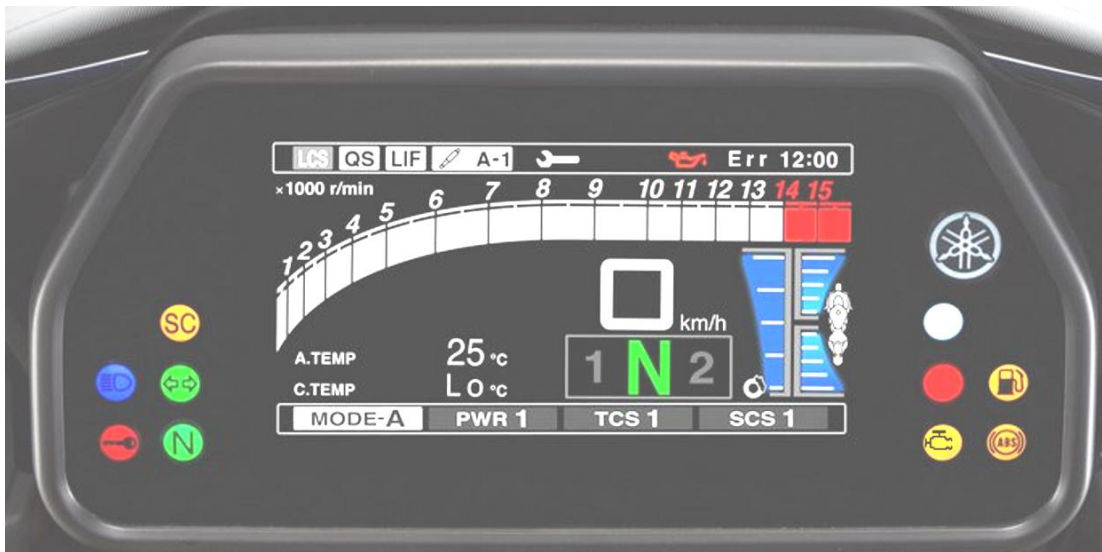 LCS QS LIF A-1 Err 12:00
×1000 r/min
1 2 3 4 5 6 7 8 9 10 11 12 13 14 15
SC
0 km/h
A.TEMP 25 °C
C.TEMP Lo °C
1 N 2
MODE-A PWR 1 TCS 1 SCS 1
N
ABS